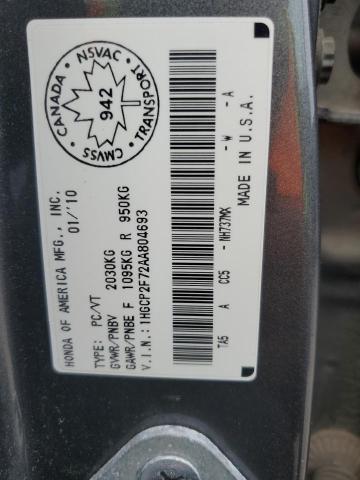 HONDA OF AMERICA MFG., INC.
01/'10
TYPE: PC/VT
GVWR/PNBV 2030KG
GAWR/PNBE F 1095KG R 950KG
V.I.N.: 1HGCP2F72AA804693
CANADA
NSVAC
942
CMVSS
TRANSPORT
TA5 A CC5 - NH737MX - W - A
MADE IN U.S.A.